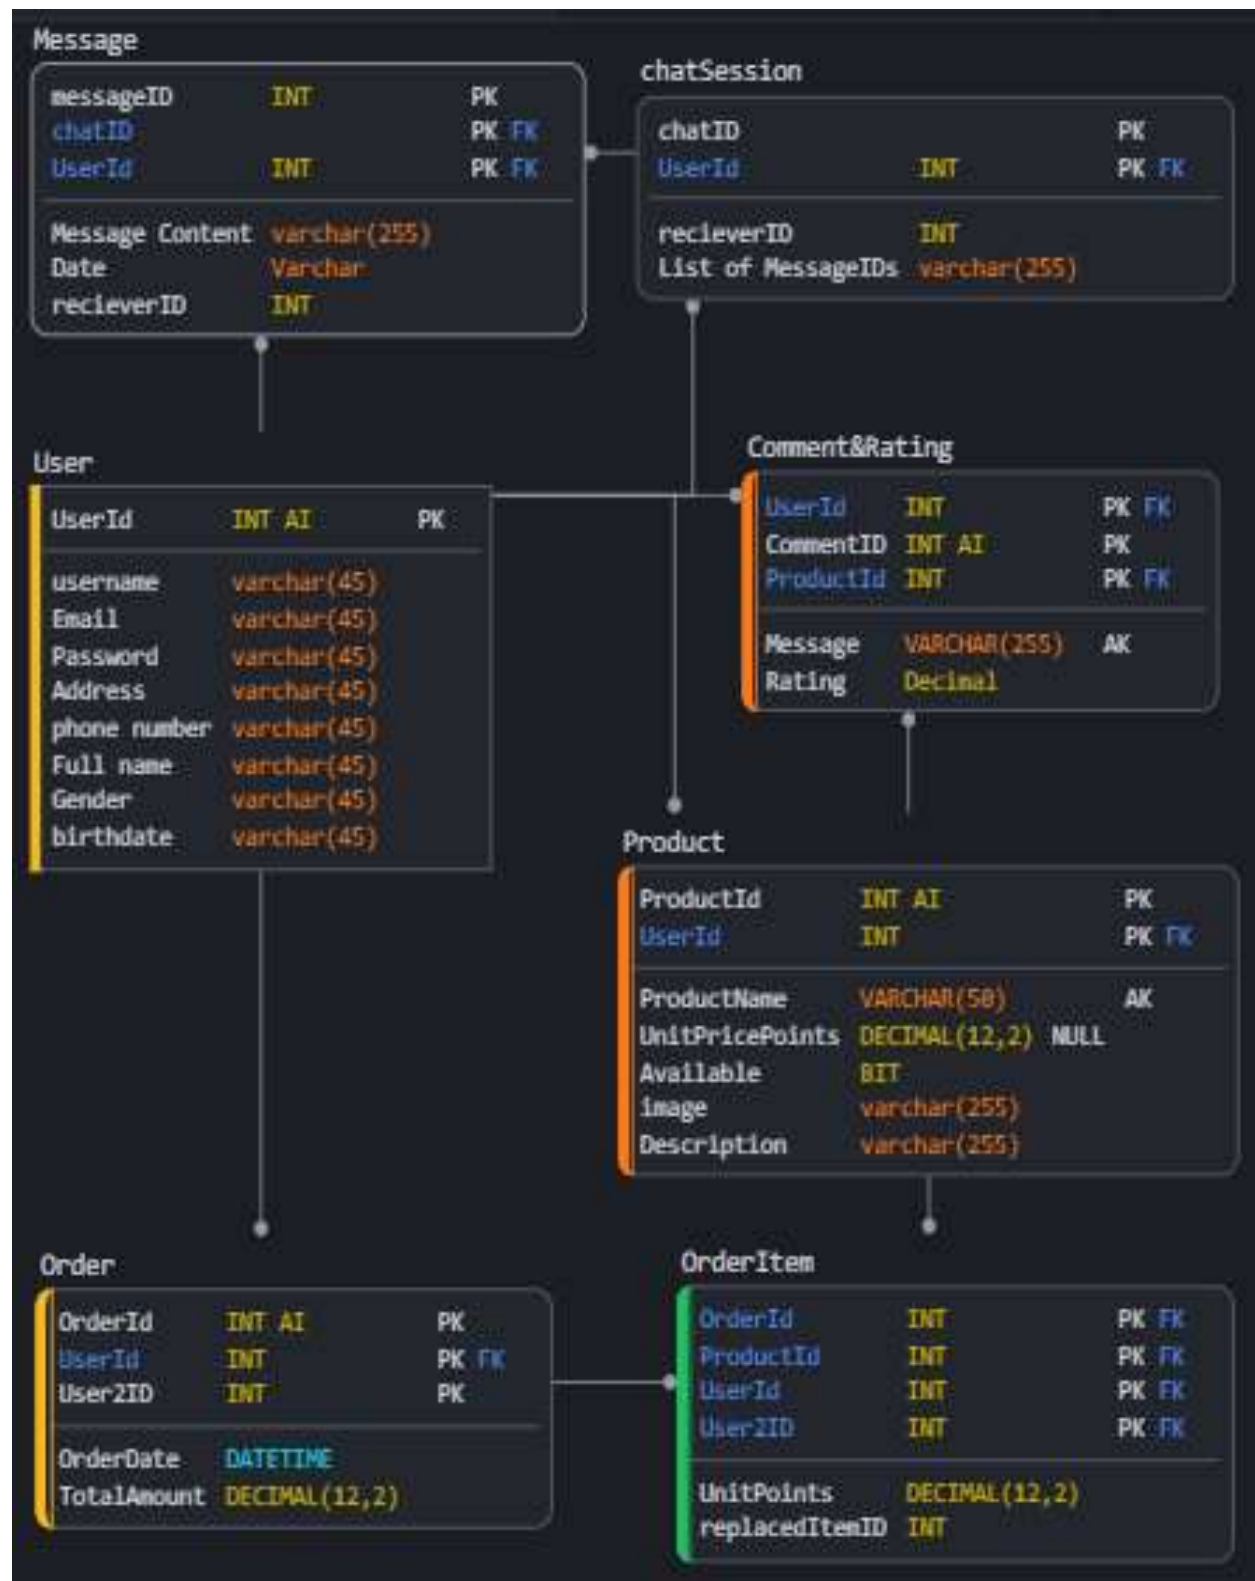 Message
messageID INT PK
chatID PK FK
UserId INT PK FK
Message Content varchar(255)
Date Varchar
recieverID INT
chatSession
chatID PK
UserId INT PK FK
recieverID INT
List of MessageIDs varchar(255)
User
UserId INT AI PK
username varchar(45)
Email varchar(45)
Password varchar(45)
Address varchar(45)
phone number varchar(45)
Full name varchar(45)
Gender varchar(45)
birthdate varchar(45)
Comment&Rating
UserId INT PK FK
CommentID INT AI PK
ProductId INT PK FK
Message VARCHAR(255) AK
Rating Decimal
Product
ProductId INT AI PK
UserId INT PK FK
ProductName VARCHAR(50) AK
UnitPricePoints DECIMAL(12,2) NULL
Available BIT
image varchar(255)
Description varchar(255)
Order
OrderId INT AI PK
UserId INT PK FK
User2ID INT PK
OrderDate DATETIME
TotalAmount DECIMAL(12,2)
OrderItem
OrderId INT PK FK
ProductId INT PK FK
UserId INT PK FK
User2ID INT PK FK
UnitPoints DECIMAL(12,2)
replacedItemID INT